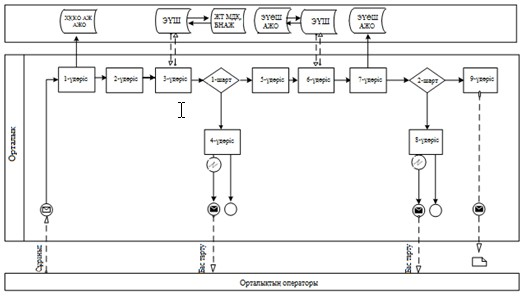 ХҚКО АЖ
АЖО
ЭҮШ
ЖТ МДҚ,
БНАЖ
ЭҮӨШ
АЖО
ЭҮШ
ЭҮӨШ
АЖО
Орталық
1-үдеріс
2-үдеріс
3-үдеріс
1-шарт
5-үдеріс
6-үдеріс
7-үдеріс
2-шарт
9-үдеріс
4-үдеріс
8-үдеріс
Сұраныс
Бас тарту
Бас тарту
Орталықтын операторы